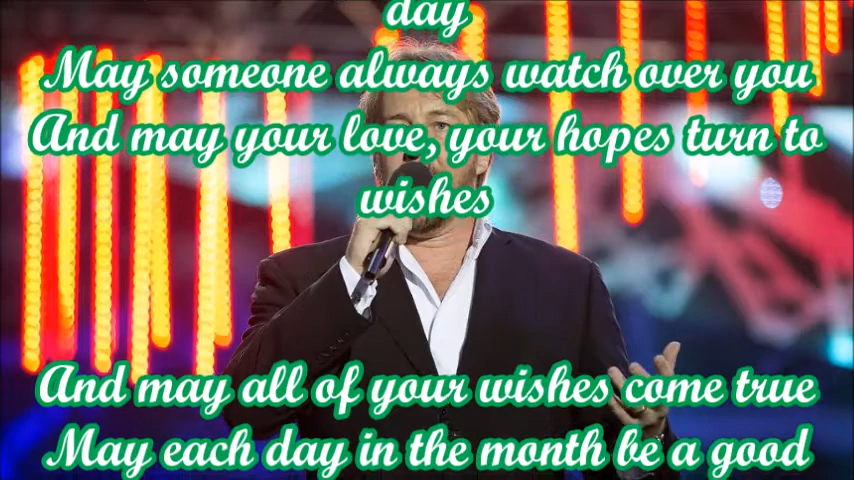 day
May someone always watch over you
And may your love, your hopes turn to
wishes
And may all of your wishes come true
May each day in the month be a good